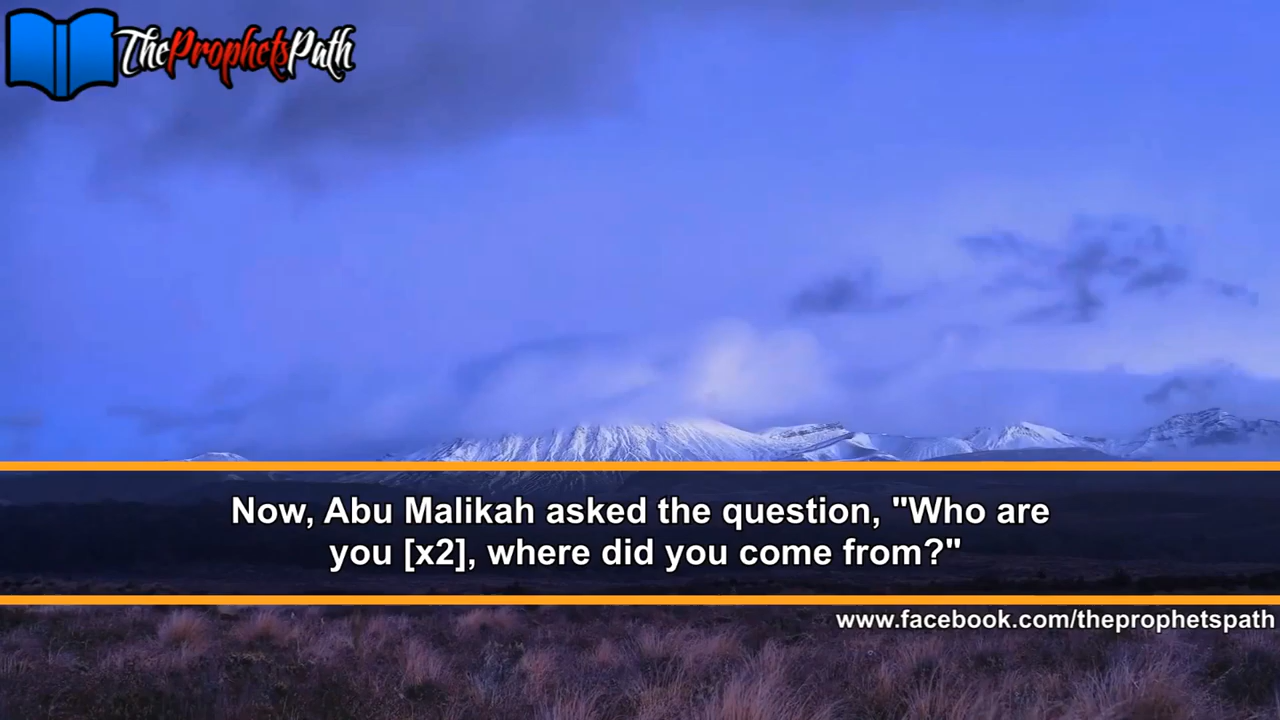 TheProphetsPath
Now, Abu Malikah asked the question, "Who are
you [x2], where did you come from?"
www.facebook.com/theprophetspath